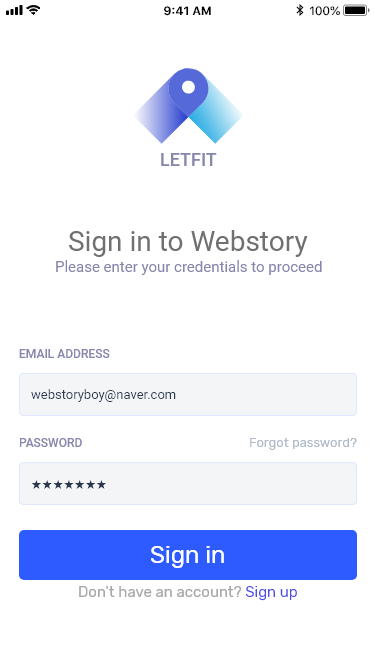 9:41 AM 100%
LETFIT
Sign in to Webstory
Please enter your credentials to proceed
EMAIL ADDRESS
webstoryboy@naver.com
PASSWORD Forgot password?
★★★★★★★
Sign in
Don't have an account? Sign up